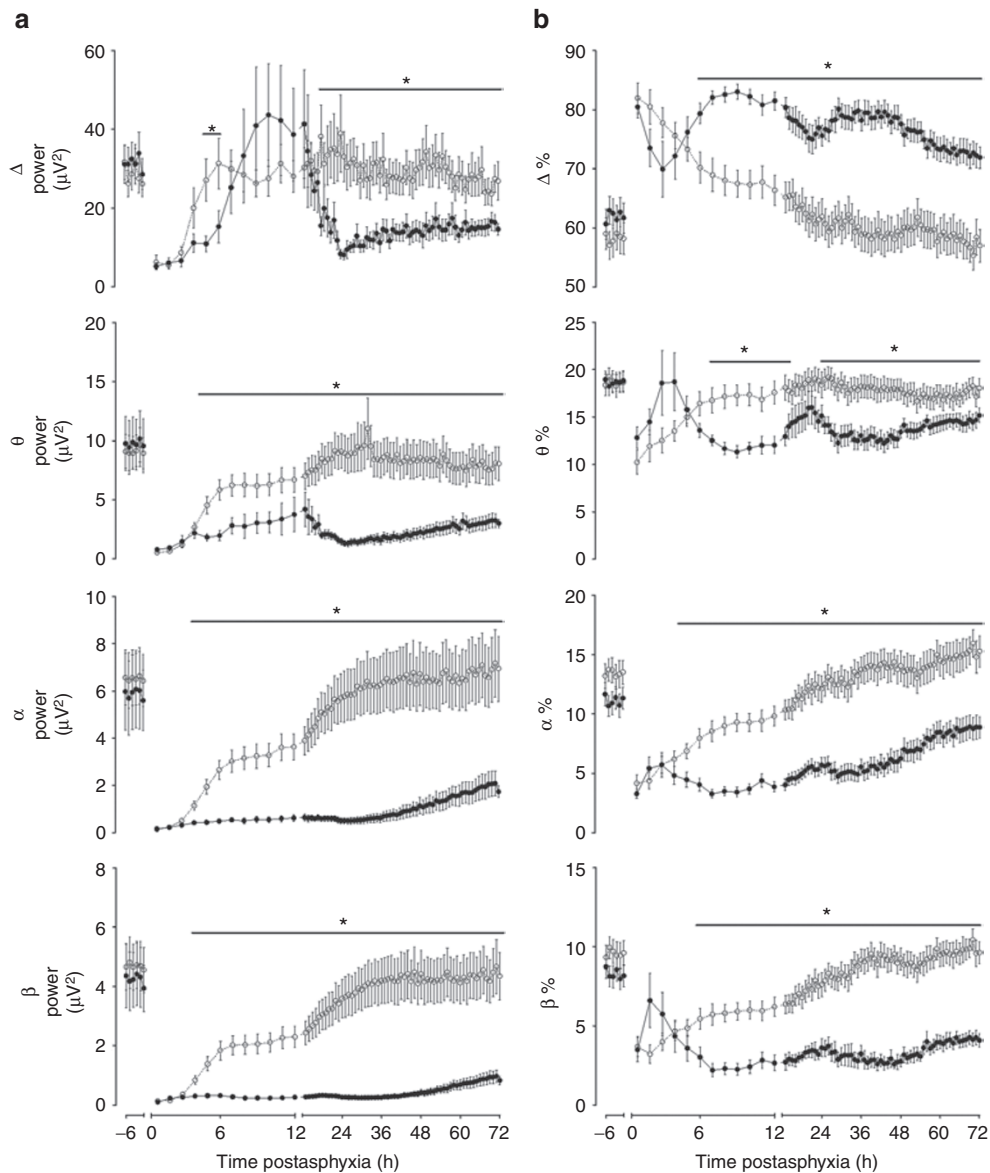 a
60
40
20
0
Δ
power
(μV²)
*
*
20
15
10
5
0
θ
power
(μV²)
*
10
8
6
4
2
0
α
power
(μV²)
*
8
6
4
2
0
β
power
(μV²)
*
−6 0 6 12 24 36 48 60 72
Time postasphyxia (h)
b
90
80
70
60
50
Δ %
*
25
20
15
10
5
0
θ %
* *
20
15
10
5
0
α %
*
15
10
5
0
β %
*
−6 0 6 12 24 36 48 60 72
Time postasphyxia (h)